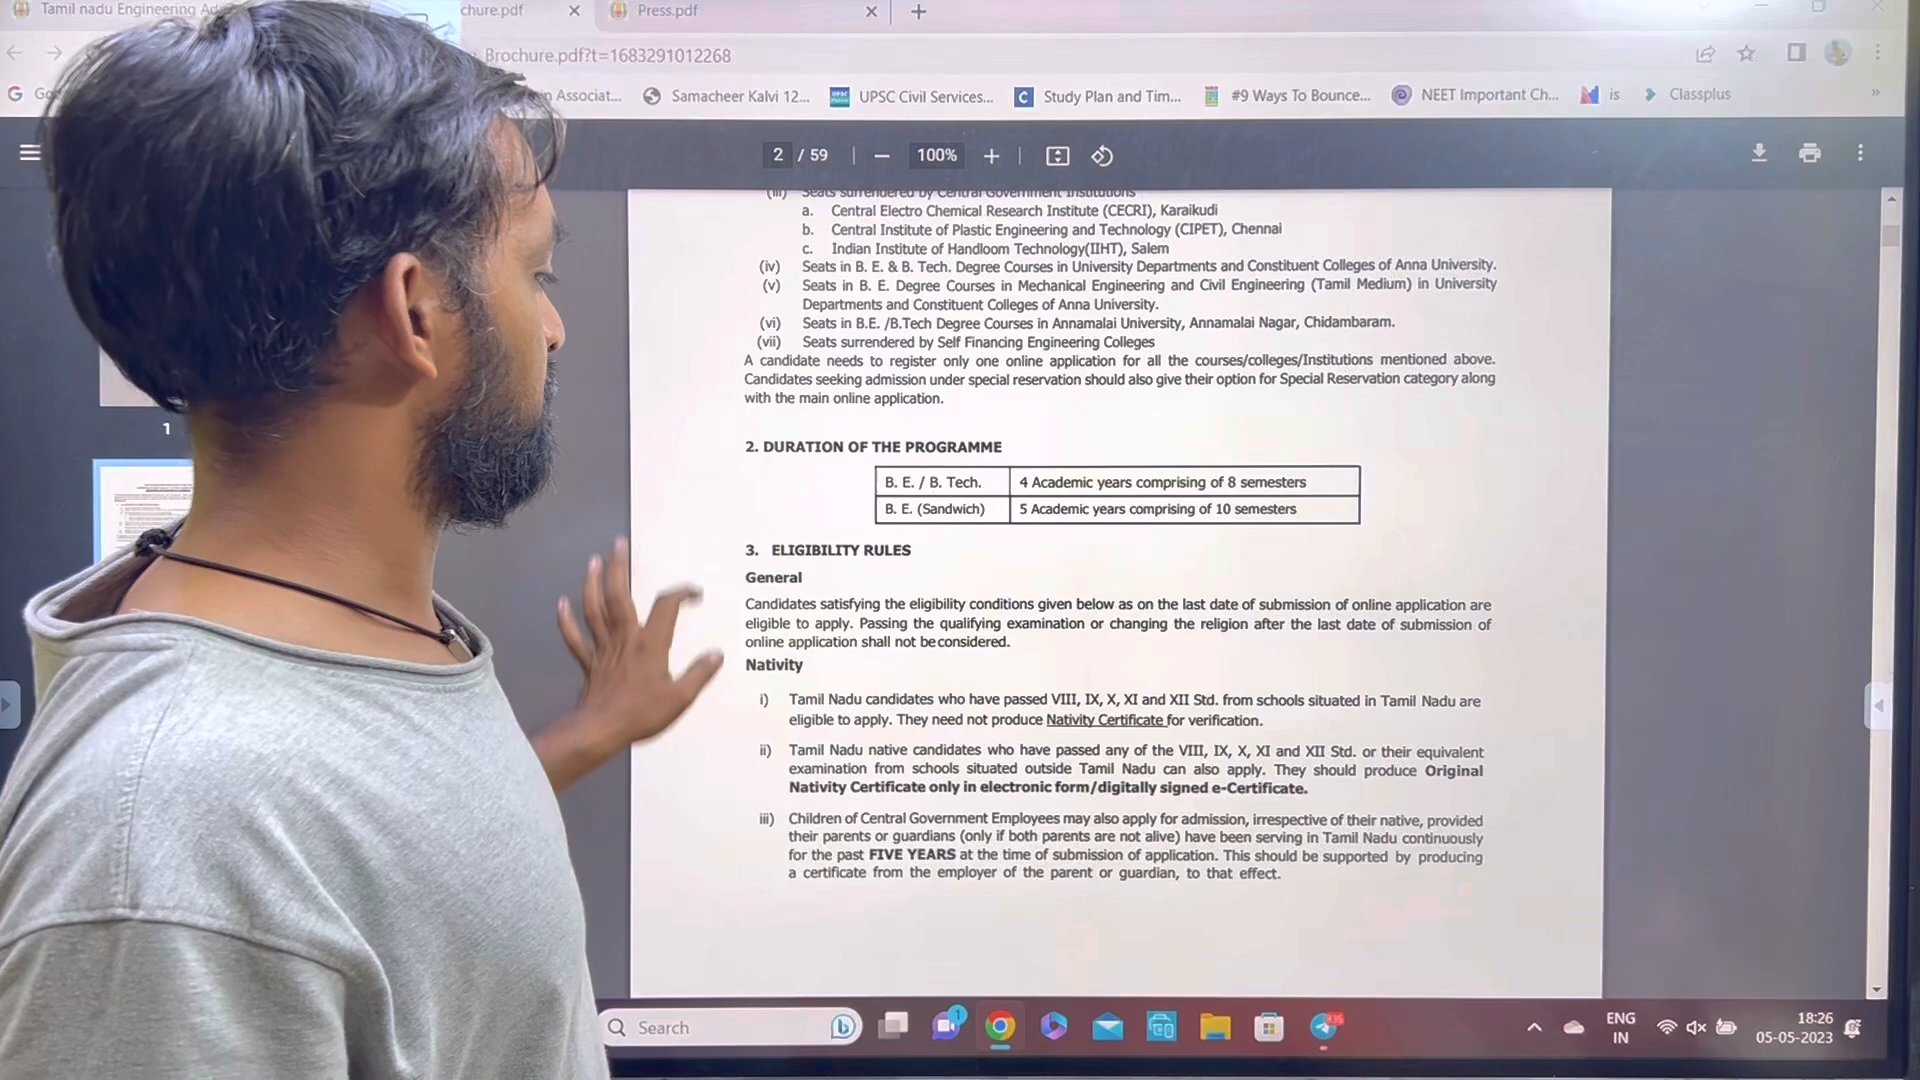 Tamil nadu Engineering Ad
chure.pdf
Press.pdf
Brochure.pdf?t=1683291012268
G Go
n Associat...
Samacheer Kalvi 12...
UPSC Civil Services...
C Study Plan and Tim...
#9 Ways To Bounce...
NEET Important Ch...
is
Classplus
»
2 / 59
100%
(iii) Seats surrendered by Central Government Institutions
a. Central Electro Chemical Research Institute (CECRI), Karaikudi
b. Central Institute of Plastic Engineering and Technology (CIPET), Chennai
c. Indian Institute of Handloom Technology(IIHT), Salem
(iv) Seats in B. E. & B. Tech. Degree Courses in University Departments and Constituent Colleges of Anna University.
(v) Seats in B. E. Degree Courses in Mechanical Engineering and Civil Engineering (Tamil Medium) in University
Departments and Constituent Colleges of Anna University.
(vi) Seats in B.E. /B.Tech Degree Courses in Annamalai University, Annamalai Nagar, Chidambaram.
(vii) Seats surrendered by Self Financing Engineering Colleges
A candidate needs to register only one online application for all the courses/colleges/Institutions mentioned above.
Candidates seeking admission under special reservation should also give their option for Special Reservation category along
with the main online application.
1
2. DURATION OF THE PROGRAMME
B. E. / B. Tech. 4 Academic years comprising of 8 semesters
B. E. (Sandwich) 5 Academic years comprising of 10 semesters
3. ELIGIBILITY RULES
General
Candidates satisfying the eligibility conditions given below as on the last date of submission of online application are
eligible to apply. Passing the qualifying examination or changing the religion after the last date of submission of
online application shall not be considered.
Nativity
i) Tamil Nadu candidates who have passed VIII, IX, X, XI and XII Std. from schools situated in Tamil Nadu are
eligible to apply. They need not produce Nativity Certificate for verification.
ii) Tamil Nadu native candidates who have passed any of the VIII, IX, X, XI and XII Std. or their equivalent
examination from schools situated outside Tamil Nadu can also apply. They should produce Original
Nativity Certificate only in electronic form/digitally signed e-Certificate.
iii) Children of Central Government Employees may also apply for admission, irrespective of their native, provided
their parents or guardians (only if both parents are not alive) have been serving in Tamil Nadu continuously
for the past FIVE YEARS at the time of submission of application. This should be supported by producing
a certificate from the employer of the parent or guardian, to that effect.
Search
1
ENG
IN
18:26
05-05-2023